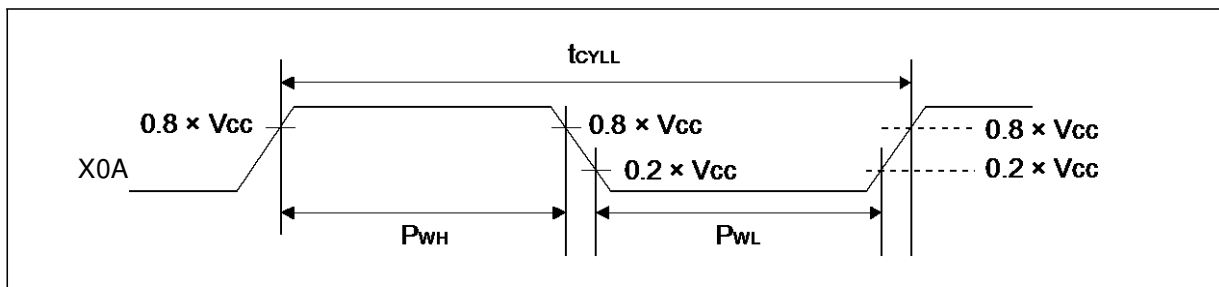 tCYLL
0.8 × Vcc 0.8 × Vcc 0.8 × Vcc
X0A 0.2 × Vcc 0.2 × Vcc
PWH PWL